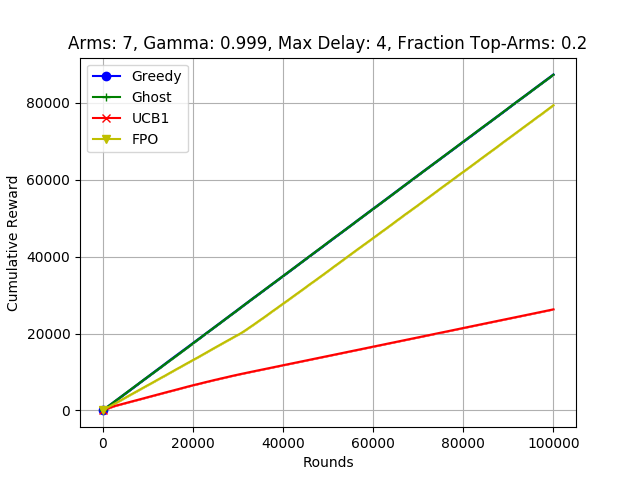 Arms: 7, Gamma: 0.999, Max Delay: 4, Fraction Top-Arms: 0.2
Greedy
Ghost
UCB1
FPO
80000
60000
40000
20000
0
Cumulative Reward
0 20000 40000 60000 80000 100000
Rounds